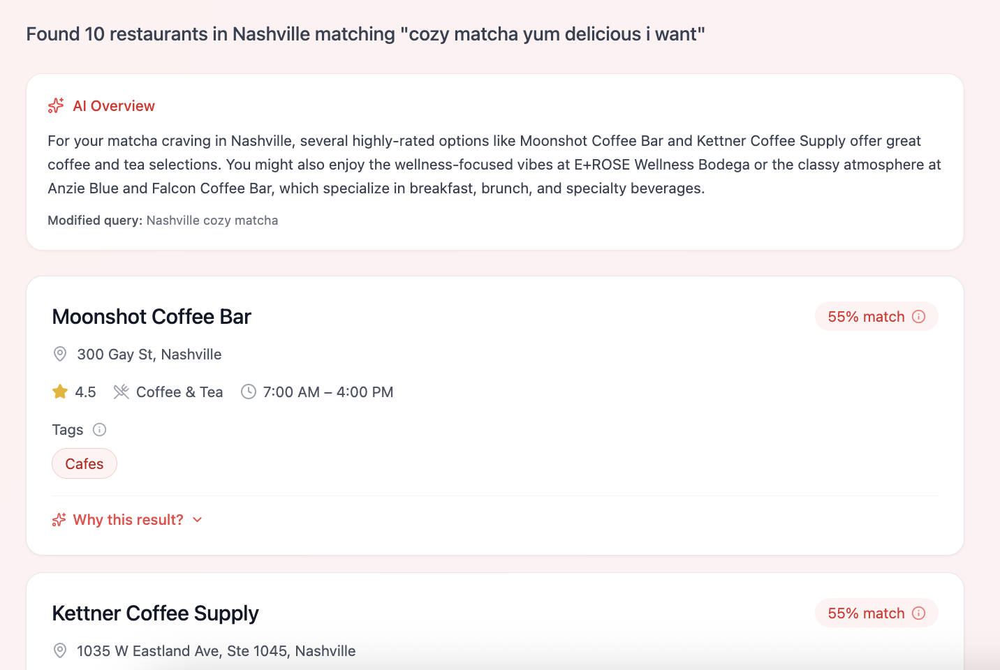 Found 10 restaurants in Nashville matching "cozy matcha yum delicious i want"
AI Overview
For your matcha craving in Nashville, several highly-rated options like Moonshot Coffee Bar and Kettner Coffee Supply offer great
coffee and tea selections. You might also enjoy the wellness-focused vibes at E+ROSE Wellness Bodega or the classy atmosphere at
Anzie Blue and Falcon Coffee Bar, which specialize in breakfast, brunch, and specialty beverages.
Modified query: Nashville cozy matcha
Moonshot Coffee Bar
55% match
300 Gay St, Nashville
4.5 Coffee & Tea 7:00 AM – 4:00 PM
Tags
Cafes
Why this result?
Kettner Coffee Supply
55% match
1035 W Eastland Ave, Ste 1045, Nashville